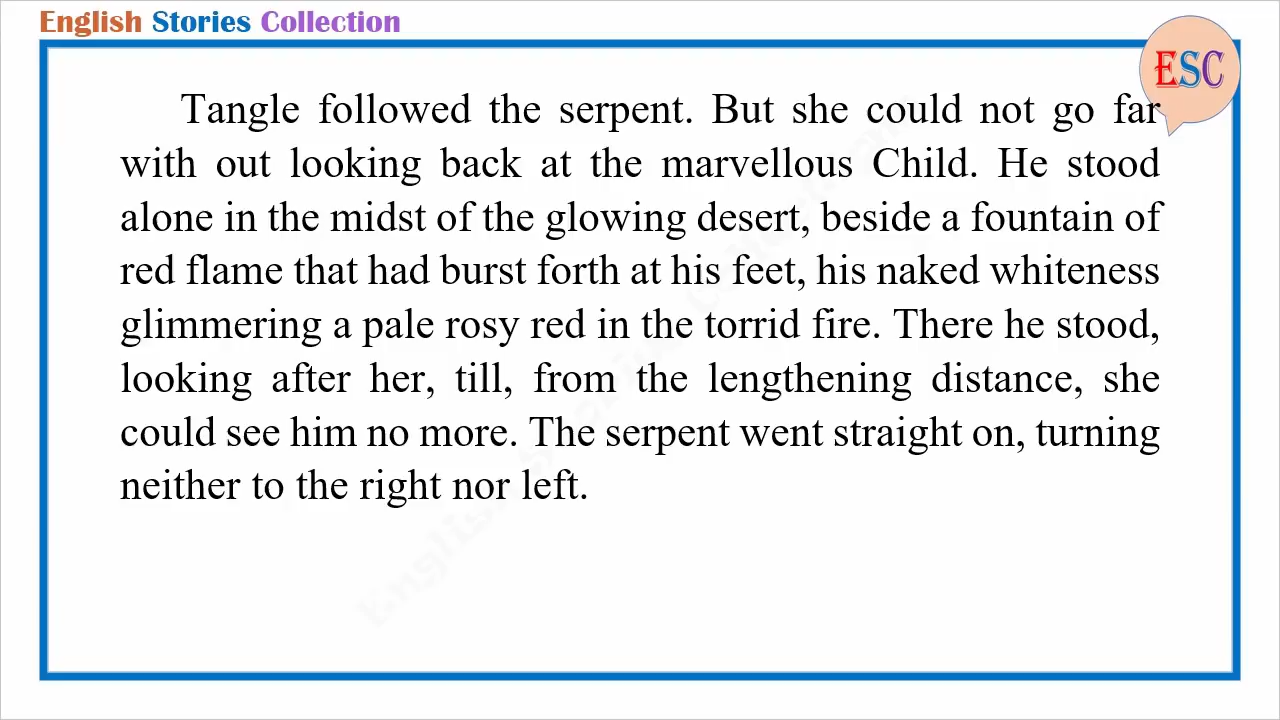 English Stories Collection
ESC
Tangle followed the serpent. But she could not go far
with out looking back at the marvellous Child. He stood
alone in the midst of the glowing desert, beside a fountain of
red flame that had burst forth at his feet, his naked whiteness
glimmering a pale rosy red in the torrid fire. There he stood,
looking after her, till, from the lengthening distance, she
could see him no more. The serpent went straight on, turning
neither to the right nor left.
English Stories Collection